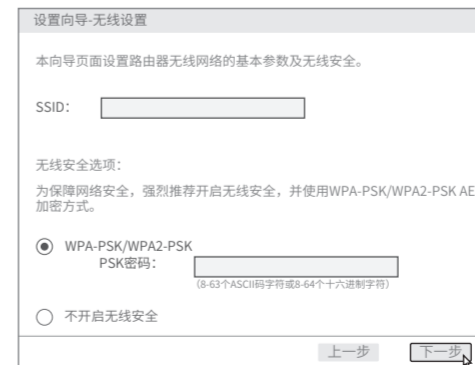 设置向导-无线设置
本向导页面设置路由器无线网络的基本参数及无线安全。
SSID：
无线安全选项：
为保障网络安全，强烈推荐开启无线安全，并使用WPA-PSK/WPA2-PSK AE
加密方式。
WPA-PSK/WPA2-PSK
PSK密码：
（8-63个ASCII码字符或8-64个十六进制字符）
不开启无线安全
上一步 下一步